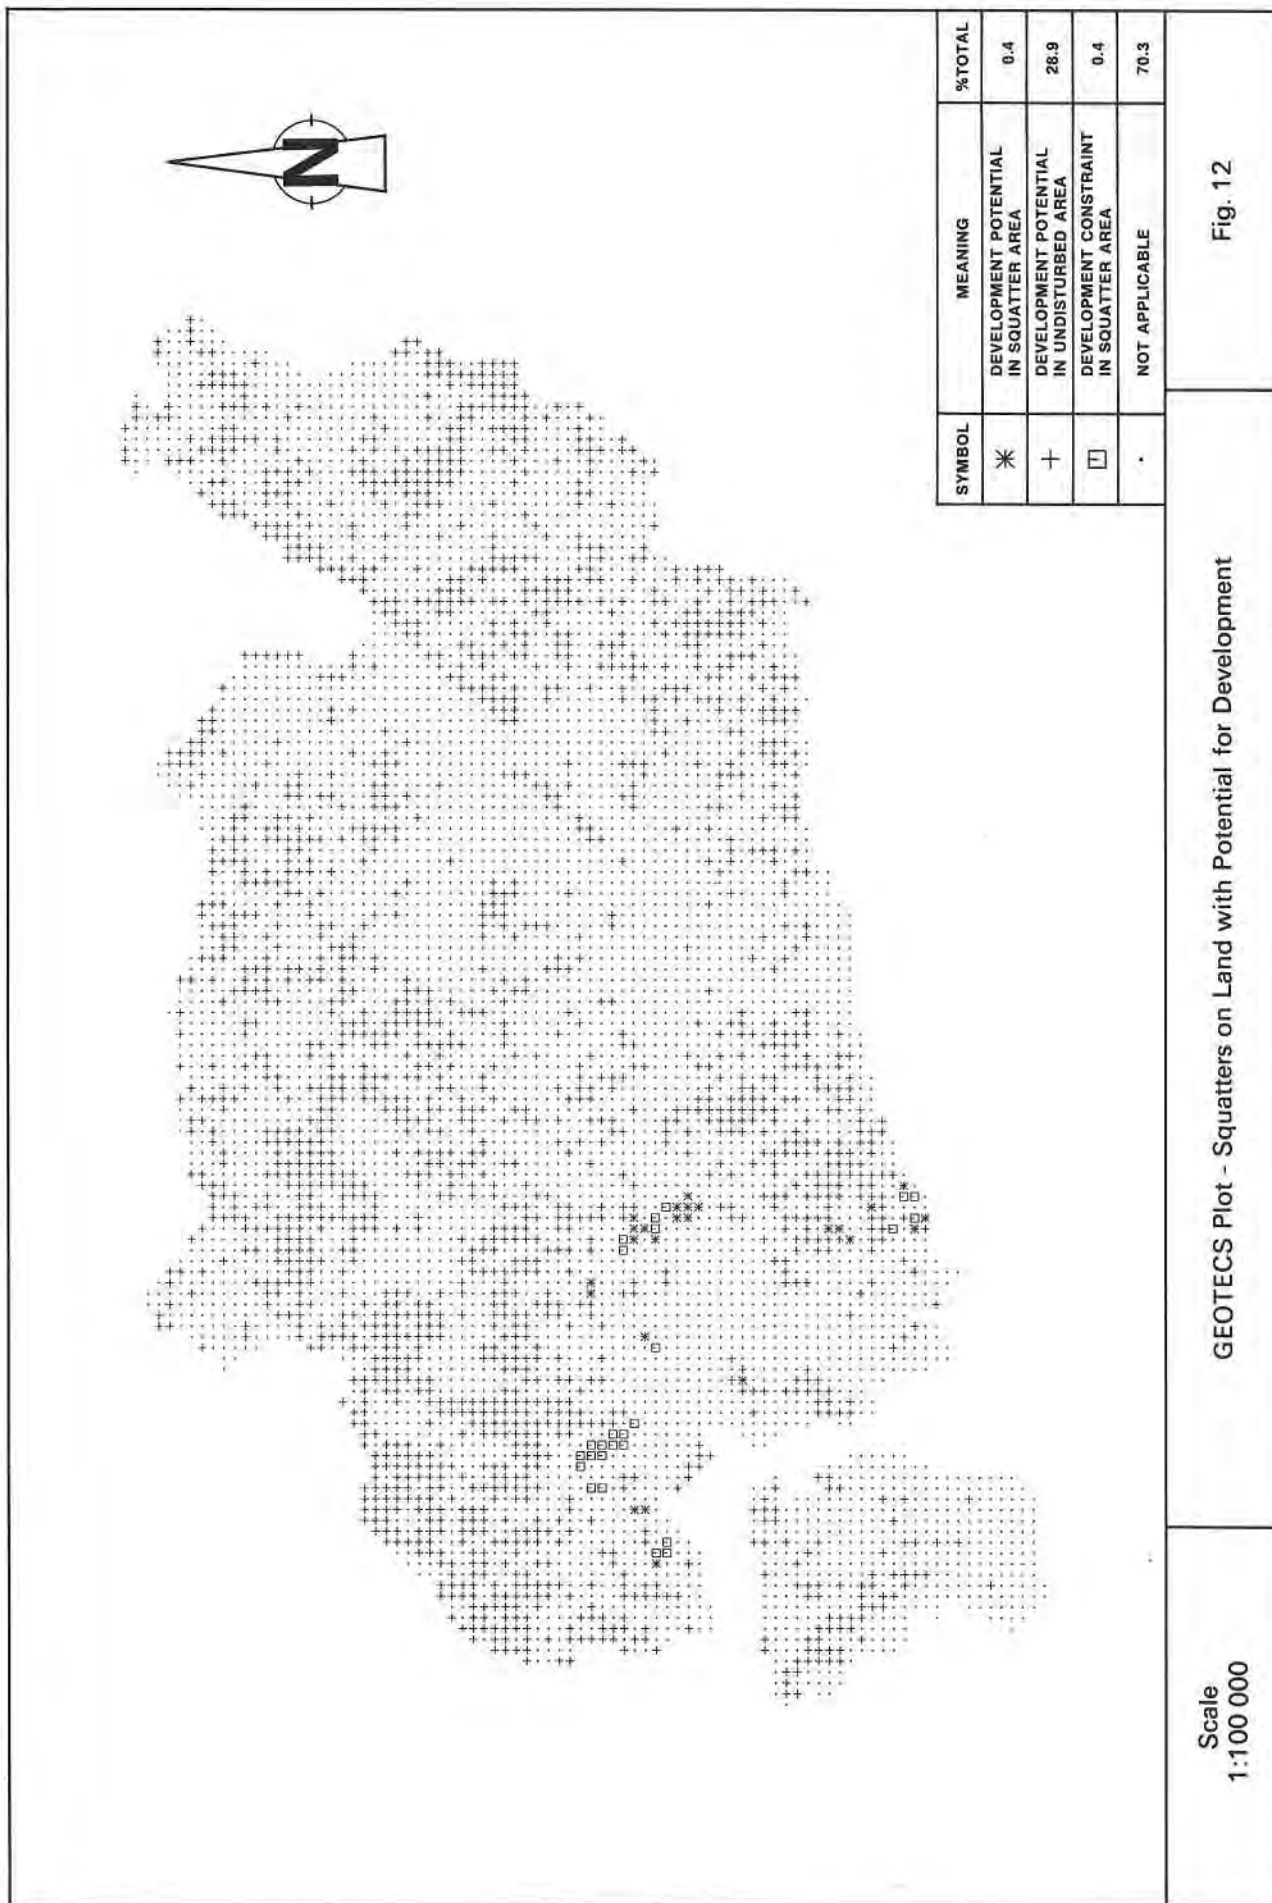 N
SYMBOL MEANING %TOTAL
DEVELOPMENT POTENTIAL
IN SQUATTER AREA 0.4
DEVELOPMENT POTENTIAL
IN UNDISTURBED AREA 28.9
DEVELOPMENT CONSTRAINT
IN SQUATTER AREA 0.4
NOT APPLICABLE 70.3
Scale
1:100 000
GEOTECS Plot - Squatters on Land with Potential for Development
Fig. 12